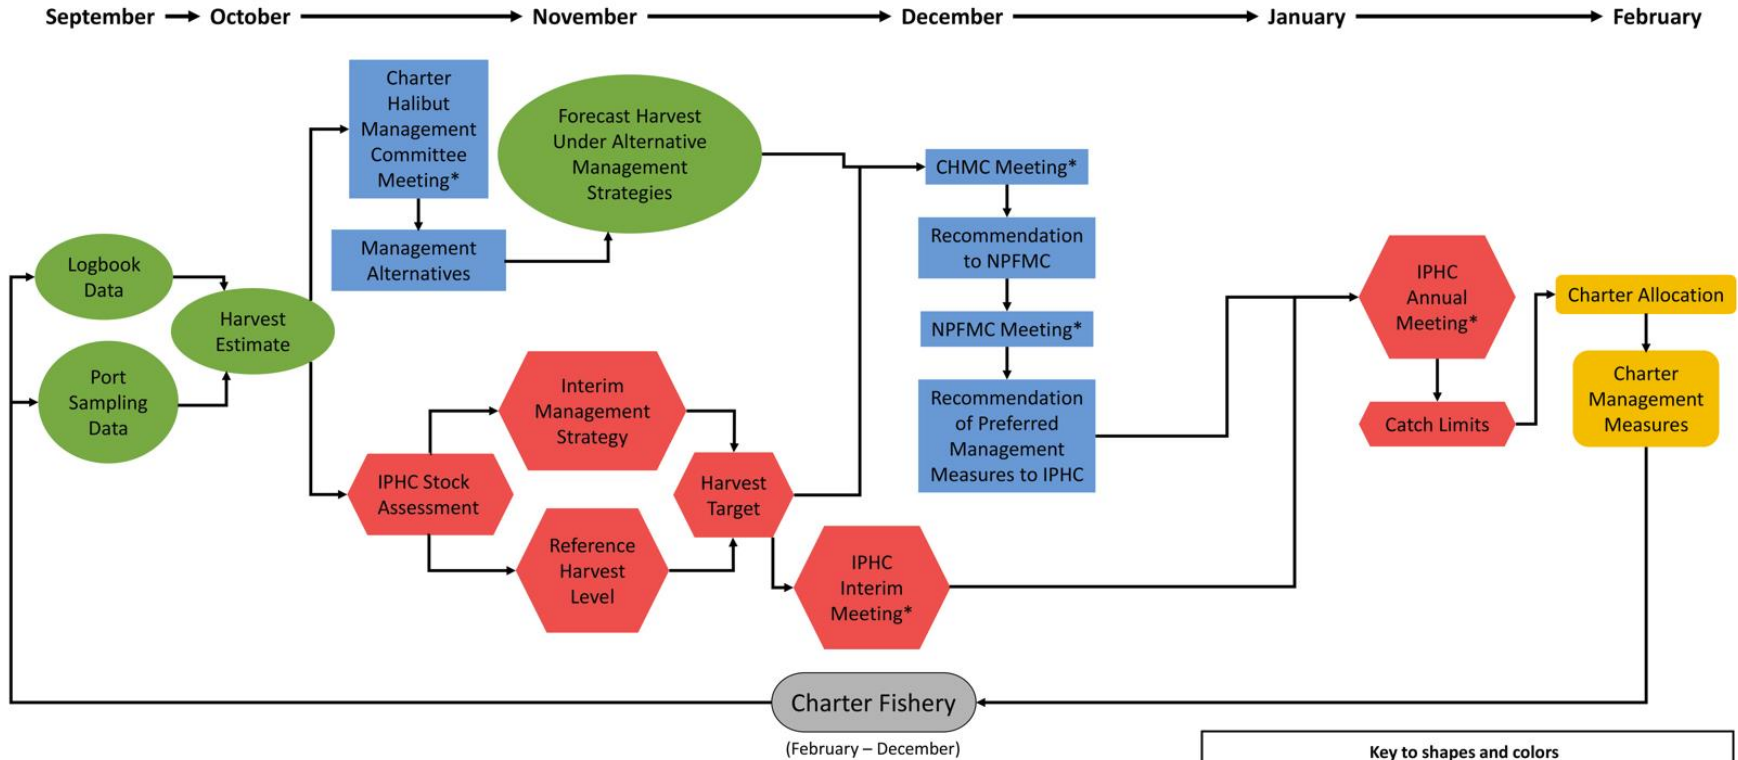 September
October
November
December
January
February
Charter
Halibut
Management
Committee
Meeting*
Management
Alternatives
Forecast Harvest
Under Alternative
Management
Strategies
Logbook
Data
Port
Sampling
Data
Harvest
Estimate
IPHC Stock
Assessment
Interim
Management
Strategy
Reference
Harvest
Level
Harvest
Target
IPHC
Interim
Meeting*
CHMC Meeting*
Recommendation
to NPFMC
NPFMC Meeting*
Recommendation
of Preferred
Management
Measures to IPHC
IPHC
Annual
Meeting*
Catch Limits
Charter Allocation
Charter
Management
Measures
Charter Fishery
(February – December)
Key to shapes and colors